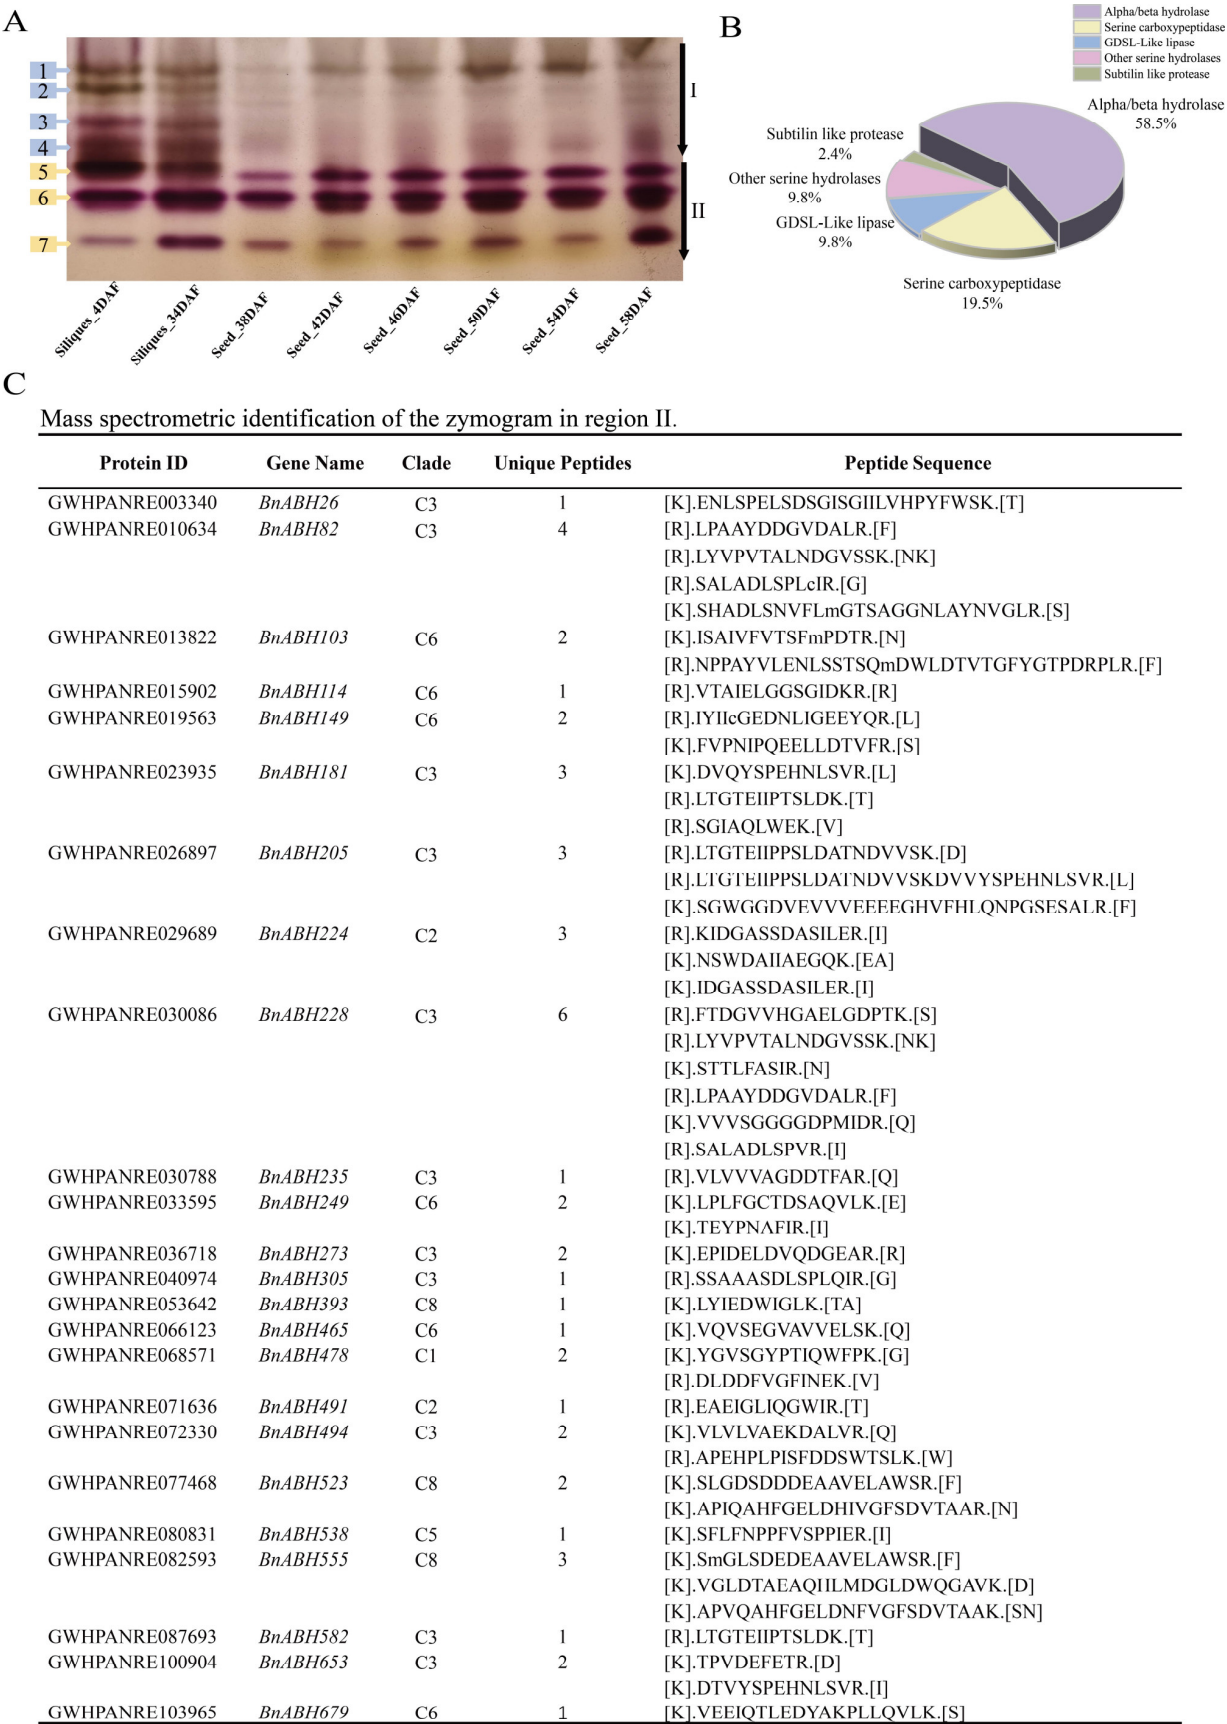 A
1
2
3
4
5
6
7
I
II
Siliques_4DAF
Siliques_34DAF
Seed_38DAF
Seed_42DAF
Seed_46DAF
Seed_50DAF
Seed_54DAF
Seed_58DAF
B
Alpha/beta hydrolase
Serine carboxypeptidase
GDSL-Like lipase
Other serine hydrolases
Subtilin like protease
Alpha/beta hydrolase
58.5%
Subtilin like protease
2.4%
Other serine hydrolases
9.8%
GDSL-Like lipase
9.8%
Serine carboxypeptidase
19.5%
C
Mass spectrometric identification of the zymogram in region II.
Protein ID Gene Name Clade Unique Peptides Peptide Sequence
GWHPANRE003340 BnABH26 C3 1 [K].ENLSPELSDSGISGIILVHPYFWSK.[T]
GWHPANRE010634 BnABH82 C3 4 [R].LPAAYDDGVDALR.[F]
[R].LYVPVTALNDGVSSK.[NK]
[R].SALADLSPLcIR.[G]
[K].SHADLSNVFLmGTSAGGNLAYNVGLR.[S]
GWHPANRE013822 BnABH103 C6 2 [K].ISAIVFVTSFmPDTR.[N]
[R].NPPAYVLENLSSTSQmDWLDTVTGFYGTPDRPLR.[F]
GWHPANRE015902 BnABH114 C6 1 [R].VTAIELGGSGIDKR.[R]
GWHPANRE019563 BnABH149 C6 2 [R].IYIIcGEDNLIGEEYQR.[L]
[K].FVPNIPQEELLDTVFR.[S]
GWHPANRE023935 BnABH181 C3 3 [K].DVQYSPEHNLSVR.[L]
[R].LTGTEIIPTSLDK.[T]
[R].SGIAQLWEK.[V]
GWHPANRE026897 BnABH205 C3 3 [R].LTGTEIIPPSLDATNDVVSK.[D]
[R].LTGTEIIPPSLDATNDVVSKDVVYSPEHNLSVR.[L]
[K].SGWGGDVEVVVEEEEGHVFHLQNPGSESALR.[F]
GWHPANRE029689 BnABH224 C2 3 [R].KIDGASSDASILER.[I]
[K].NSWDAIIAEGQK.[EA]
[K].IDGASSDASILER.[I]
GWHPANRE030086 BnABH228 C3 6 [R].FTDGVVHGAELGDPTK.[S]
[R].LYVPVTALNDGVSSK.[NK]
[K].STTLFASIR.[N]
[R].LPAAYDDGVDALR.[F]
[K].VVVSGGGGDPMIDR.[Q]
[R].SALADLSPVR.[I]
GWHPANRE030788 BnABH235 C3 1 [R].VLVVVAGDDTFAR.[Q]
GWHPANRE033595 BnABH249 C6 2 [K].LPLFGCTDSAQVLK.[E]
[K].TEYPNAFIR.[I]
GWHPANRE036718 BnABH273 C3 2 [K].EPIDELDVQDGEAR.[R]
GWHPANRE040974 BnABH305 C3 1 [R].SSAAASDLSPLQIR.[G]
GWHPANRE053642 BnABH393 C8 1 [K].LYIEDWIGLK.[TA]
GWHPANRE066123 BnABH465 C6 1 [K].VQVSEGVAVVELSK.[Q]
GWHPANRE068571 BnABH478 C1 2 [K].YGVSGYPTIQWFPK.[G]
[R].DLDDFVGFINEK.[V]
GWHPANRE071636 BnABH491 C2 1 [R].EAEIGLIQGWIR.[T]
GWHPANRE072330 BnABH494 C3 2 [K].VLVLVAEKDALVR.[Q]
[R].APEHPLPISFDDSWTSLK.[W]
GWHPANRE077468 BnABH523 C8 2 [K].SLGDSDDDEAAVELAWSR.[F]
[K].APIQAHFGELDHIVGFSDVTAAR.[N]
GWHPANRE080831 BnABH538 C5 1 [K].SFLFNPPFVSPPIER.[I]
GWHPANRE082593 BnABH555 C8 3 [K].SmGLSDEDEAAVELAWSR.[F]
[K].VGLDTAEAQHLMDGLDWQGAVK.[D]
[K].APVQAHFGELDNFVGFSDVTAAK.[SN]
GWHPANRE087693 BnABH582 C3 1 [R].LTGTEIIPTSLDK.[T]
GWHPANRE100904 BnABH653 C3 2 [K].TPVDEFETR.[D]
[K].DTVYSPEHNLSVR.[I]
GWHPANRE103965 BnABH679 C6 1 [K].VEEIQTLEDYAKPLLQVLK.[S]